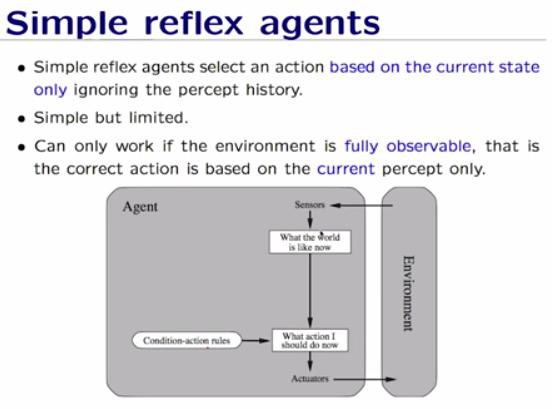 Simple reflex agents
• Simple reflex agents select an action based on the current state
only ignoring the percept history.
• Simple but limited.
• Can only work if the environment is fully observable, that is
the correct action is based on the current percept only.
Agent
Sensors
What the world
is like now
Environment
Condition-action rules
What action I
should do now
Actuators